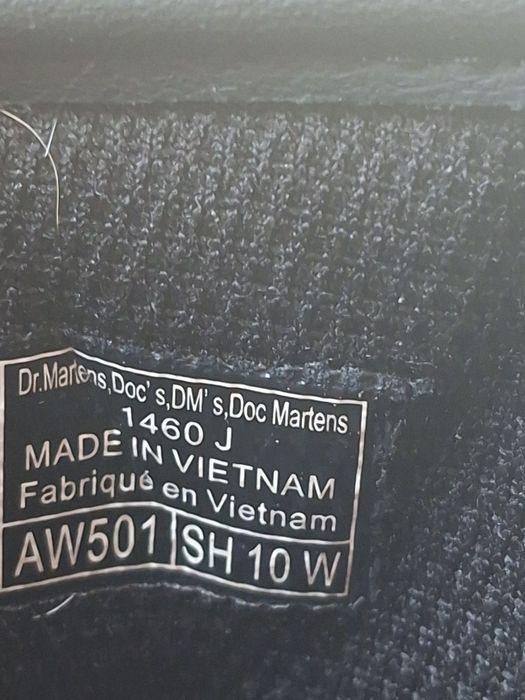 Dr.Martens,Doc's,DM's,Doc Martens
1460 J
MADE IN VIETNAM
Fabriqué en Vietnam
AW501 SH 10 W